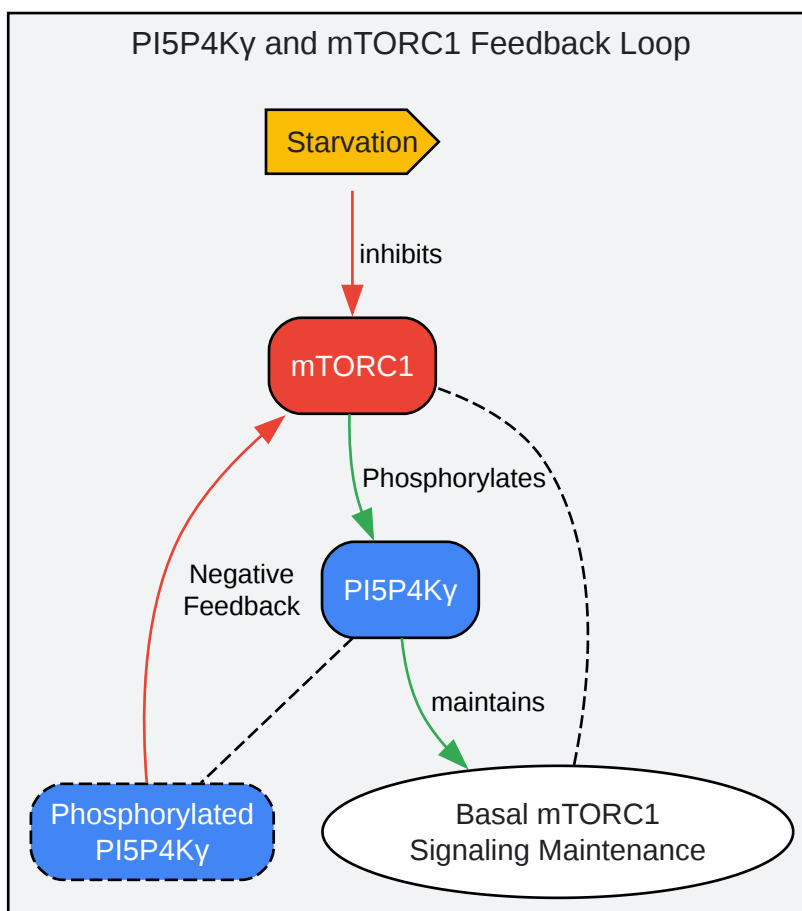 PI5P4Kγ and mTORC1 Feedback Loop
Starvation
inhibits
mTORC1
Phosphorylates
Negative
Feedback
PI5P4Kγ
maintains
Phosphorylated
PI5P4Kγ
Basal mTORC1
Signaling Maintenance